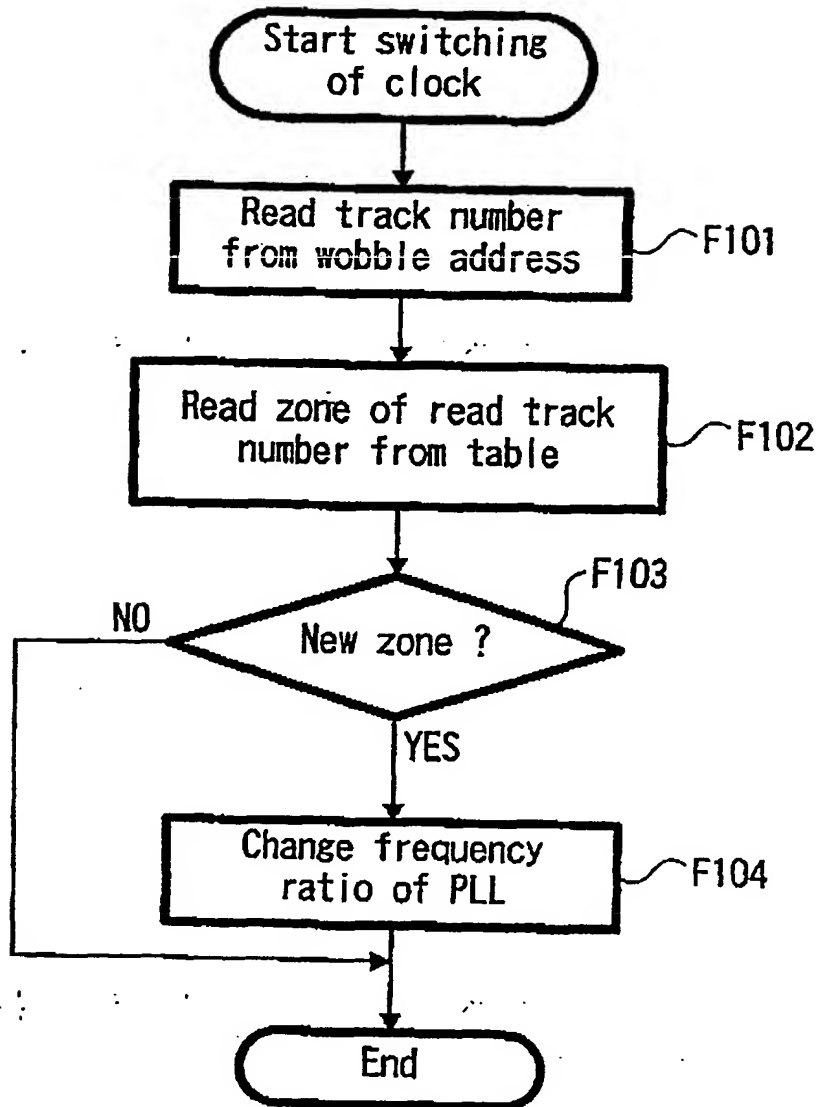 Start switching
of clock
Read track number
from wobble address
F101
Read zone of read track
number from table
F102
F103
NO
New zone ?
YES
Change frequency
ratio of PLL
F104
End